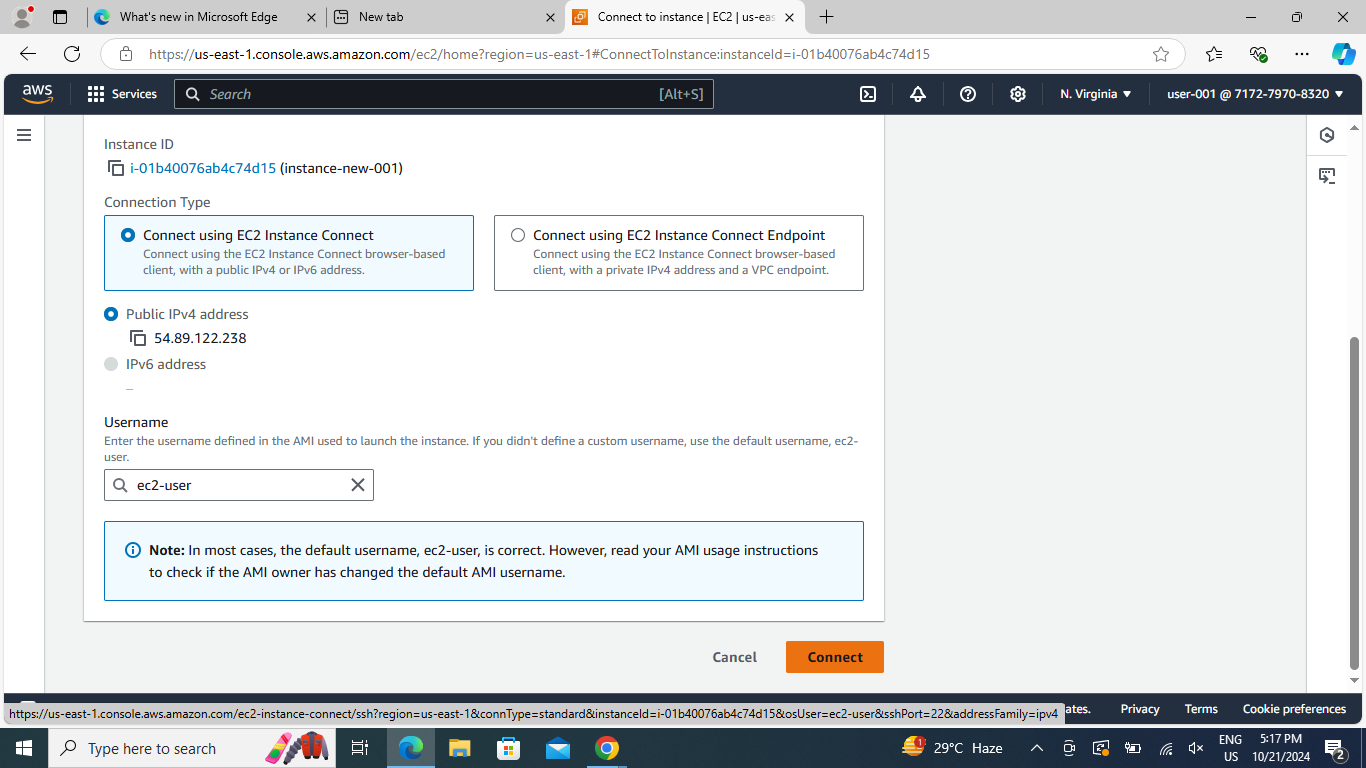 What's new in Microsoft Edge
New tab
Connect to instance | EC2 | us-eas
https://us-east-1.console.aws.amazon.com/ec2/home?region=us-east-1#ConnectToInstance:instanceId=i-01b40076ab4c74d15
aws
Services
Search
[Alt+S]
N. Virginia
user-001 @ 7172-7970-8320
Instance ID
i-01b40076ab4c74d15 (instance-new-001)
Connection Type
Connect using EC2 Instance Connect
Connect using the EC2 Instance Connect browser-based
client, with a public IPv4 or IPv6 address.
Connect using EC2 Instance Connect Endpoint
Connect using the EC2 Instance Connect browser-based
client, with a private IPv4 address and a VPC endpoint.
Public IPv4 address
54.89.122.238
IPv6 address
–
Username
Enter the username defined in the AMI used to launch the instance. If you didn't define a custom username, use the default username, ec2-
user.
ec2-user
Note: In most cases, the default username, ec2-user, is correct. However, read your AMI usage instructions
to check if the AMI owner has changed the default AMI username.
Cancel
Connect
https://us-east-1.console.aws.amazon.com/ec2-instance-connect/ssh?region=us-east-1&connType=standard&instanceId=i-01b40076ab4c74d15&osUser=ec2-user&sshPort=22&addressFamily=ipv4
ates.
Privacy
Terms
Cookie preferences
Type here to search
1
29°C Haze
ENG
US
5:17 PM
10/21/2024
2